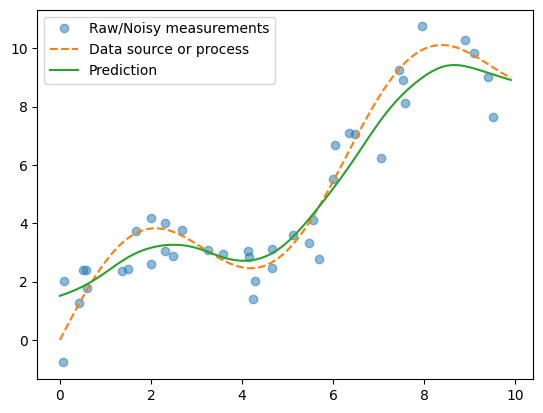 Raw/Noisy measurements
Data source or process
Prediction
10
8
6
4
2
0
0 2 4 6 8 10